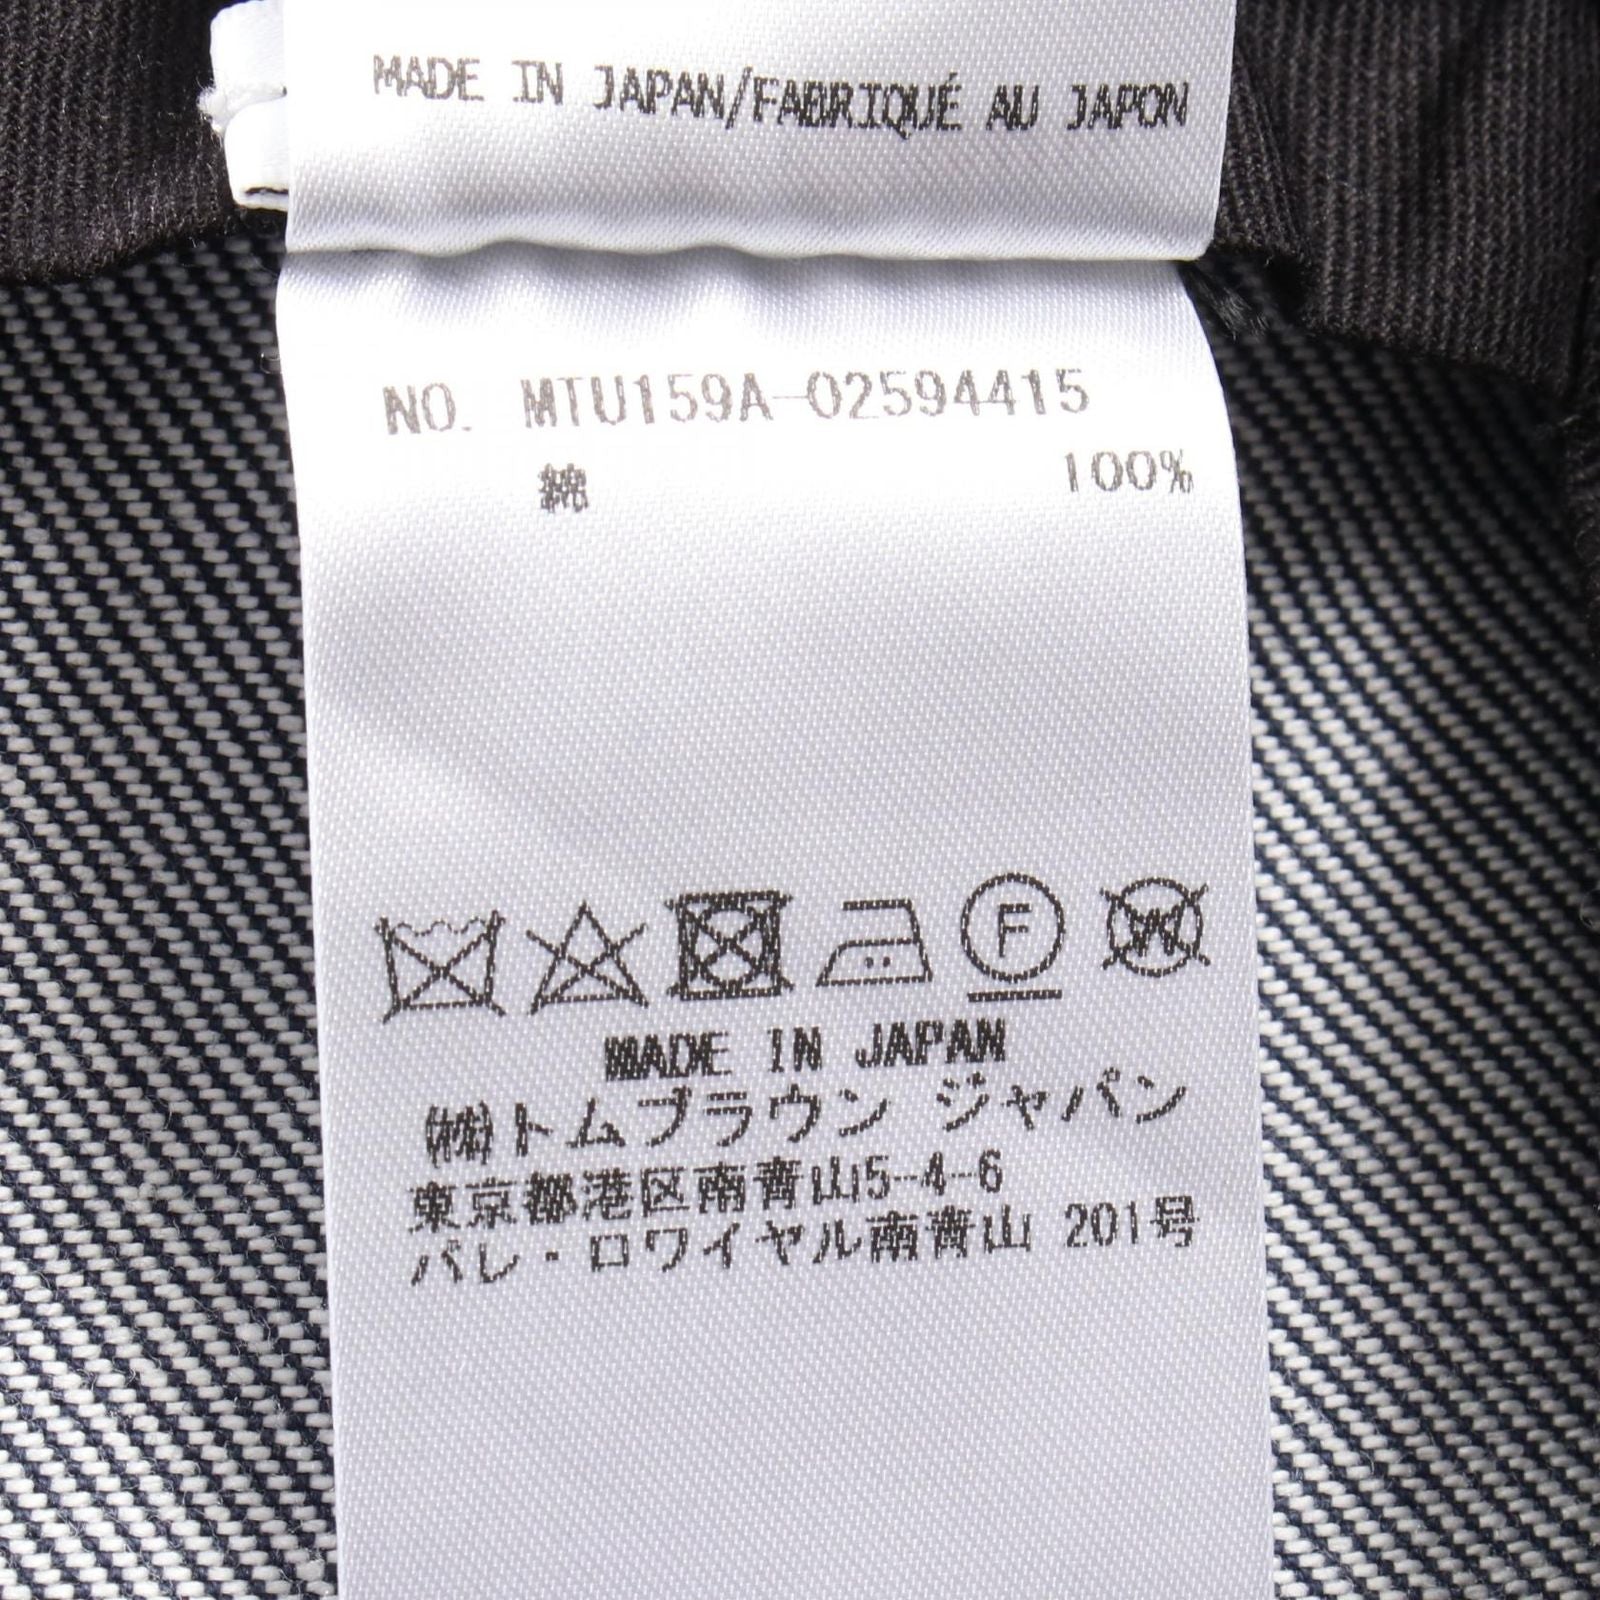 MADE IN JAPAN/FABRIQUÉ AU JAPON
NO. MTU159A-02594415
綿 100%
F W
MADE IN JAPAN
(株)トムブラウン ジャパン
東京都港区南青山5-4-6
パレ・ロワイヤル南青山 201号